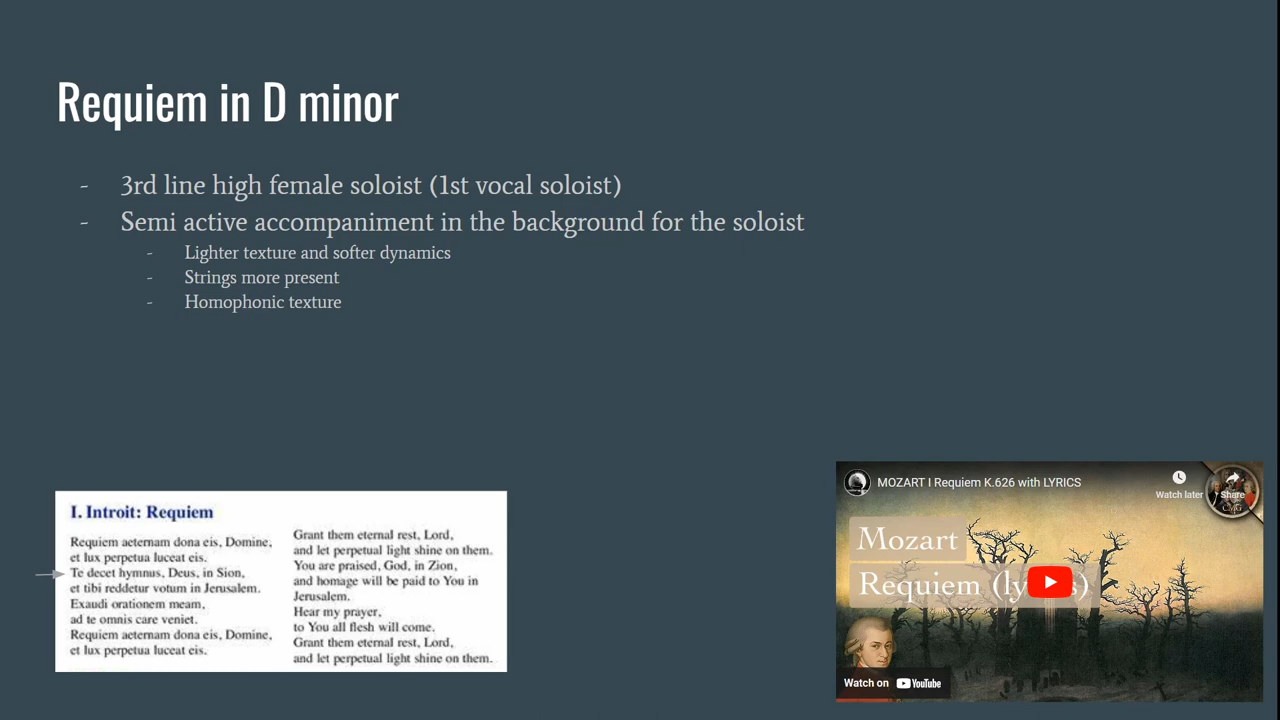 Requiem in D minor
- 3rd line high female soloist (1st vocal soloist)
- Semi active accompaniment in the background for the soloist
- Lighter texture and softer dynamics
- Strings more present
- Homophonic texture
I. Introit: Requiem
Requiem aeternam dona eis, Domine,
et lux perpetua luceat eis.
Te decet hymnus, Deus, in Sion,
et tibi reddetur votum in Jerusalem.
Exaudi orationem meam,
ad te omnis care veniet.
Requiem aeternam dona eis, Domine,
et lux perpetua luceat eis.
Grant them eternal rest, Lord,
and let perpetual light shine on them.
You are praised, God, in Zion,
and homage will be paid to You in
Jerusalem.
Hear my prayer,
to You all flesh will come.
Grant them eternal rest, Lord,
and let perpetual light shine on them.
MOZART I Requiem K.626 with LYRICS
Watch later
Share
CMG
Mozart
Requiem (ly s)
Watch on YouTube